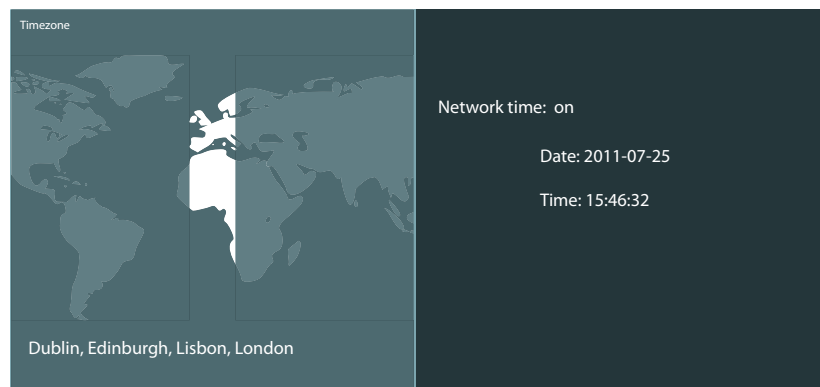 Timezone
Dublin, Edinburgh, Lisbon, London
Network time: on
Date: 2011-07-25
Time: 15:46:32